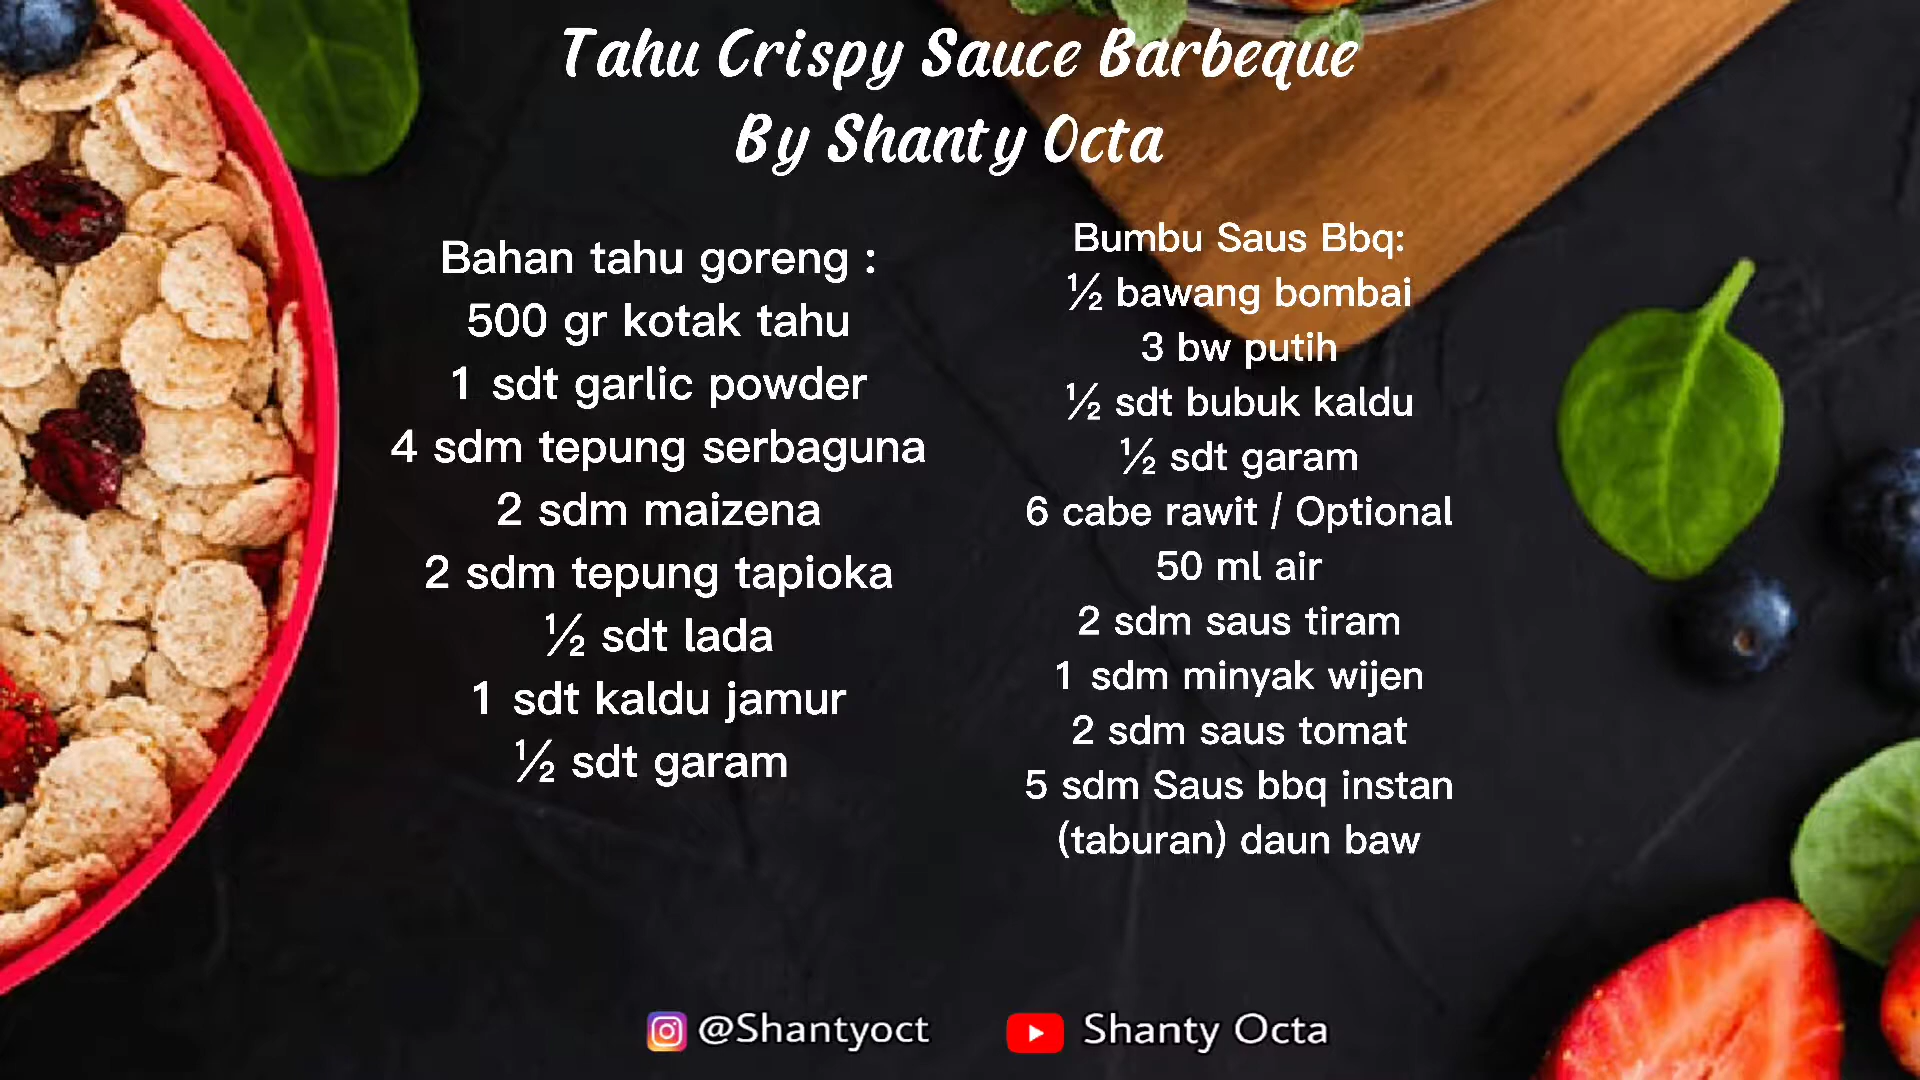 Tahu Crispy Sauce Barbeque
By Shanty Octa
Bahan tahu goreng :
500 gr kotak tahu
1 sdt garlic powder
4 sdm tepung serbaguna
2 sdm maizena
2 sdm tepung tapioka
½ sdt lada
1 sdt kaldu jamur
½ sdt garam
Bumbu Saus Bbq:
½ bawang bombai
3 bw putih
½ sdt bubuk kaldu
½ sdt garam
6 cabe rawit / Optional
50 ml air
2 sdm saus tiram
1 sdm minyak wijen
2 sdm saus tomat
5 sdm Saus bbq instan
(taburan) daun baw
@Shantyoct
Shanty Octa